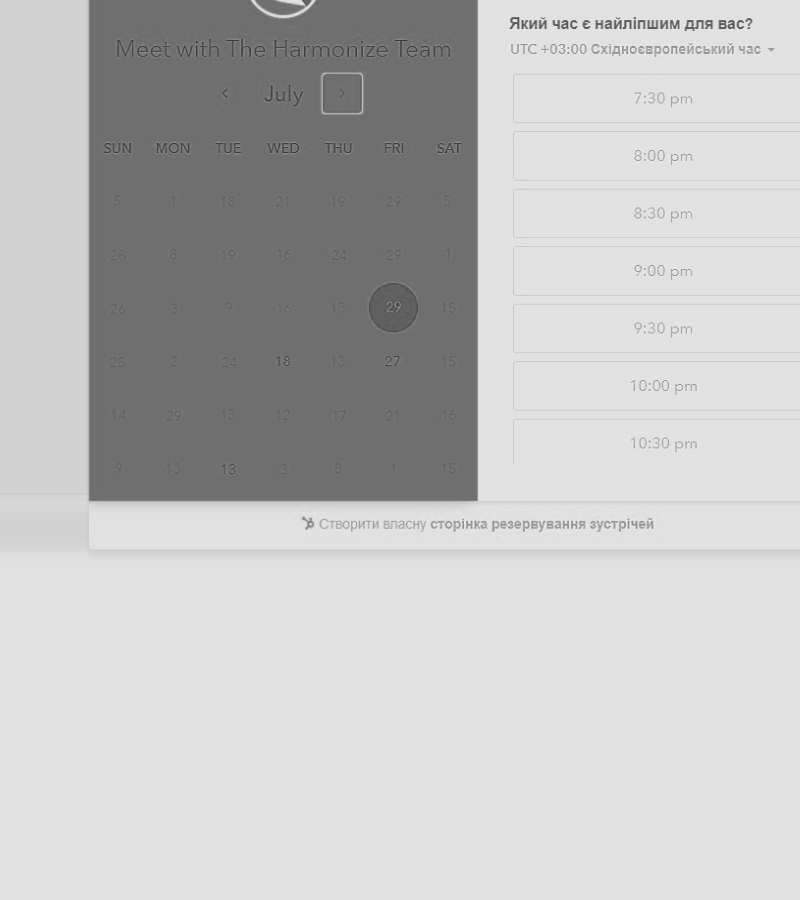 Meet with The Harmonize Team
July
SUN MON TUE WED THU FRI SAT
5 1 18 21 19 29 5
28 8 19 16 24 29 1
26 3 9 16 13 29 15
25 2 24 18 13 27 15
14 29 13 12 17 21 16
9 13 13 3 8 1 15
Який час є найліпшим для вас?
UTC +03:00 Східноєвропейський час
7:30 pm
8:00 pm
8:30 pm
9:00 pm
9:30 pm
10:00 pm
10:30 pm
Створити власну сторінка резервування зустрічей